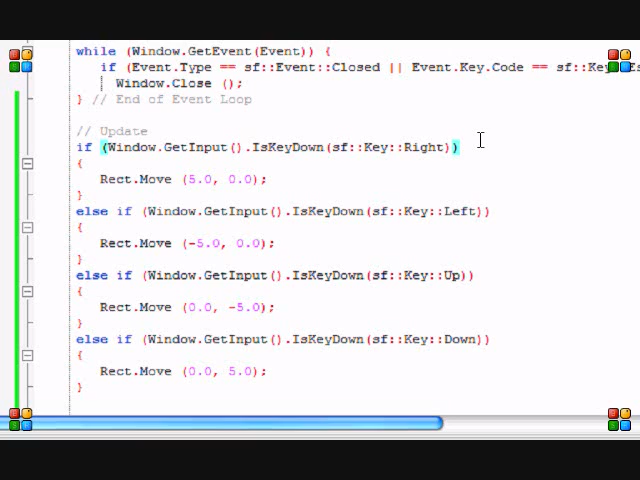 while (Window.GetEvent(Event)) {
if (Event.Type == sf::Event::Closed || Event.Key.Code == sf::Key
Window.Close ();
} // End of Event Loop
// Update
if (Window.GetInput().IsKeyDown(sf::Key::Right))
{
Rect.Move (5.0, 0.0);
}
else if (Window.GetInput().IsKeyDown(sf::Key::Left))
{
Rect.Move (-5.0, 0.0);
}
else if (Window.GetInput().IsKeyDown(sf::Key::Up))
{
Rect.Move (0.0, -5.0);
}
else if (Window.GetInput().IsKeyDown(sf::Key::Down))
{
Rect.Move (0.0, 5.0);
}